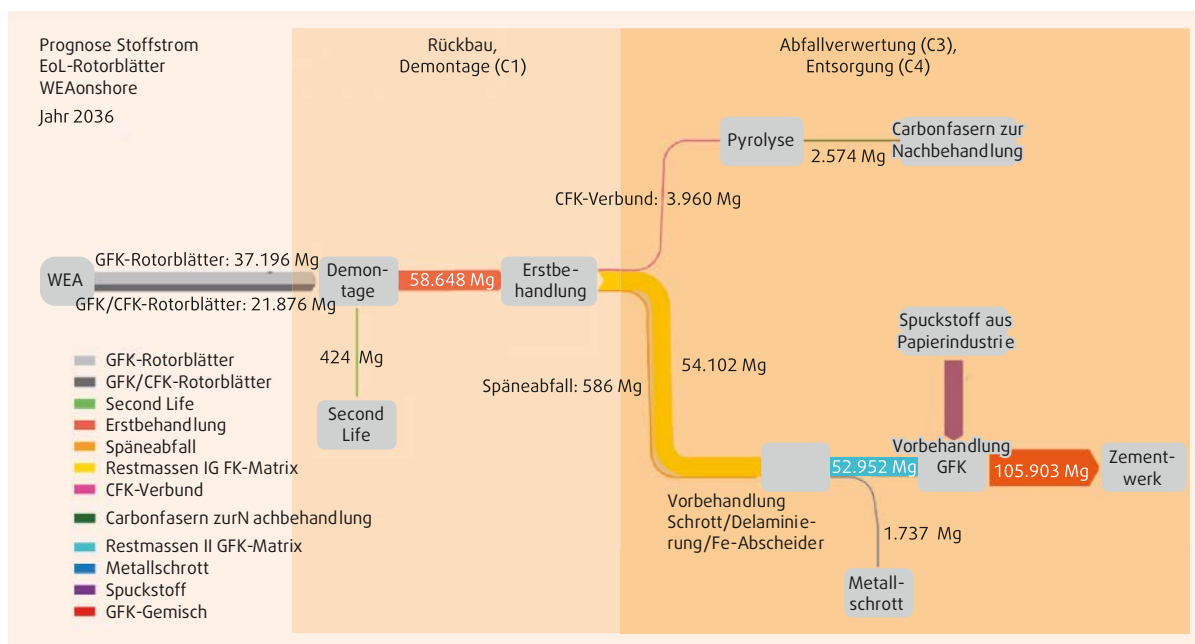 Prognose Stoffstrom
EoL-Rotorblätter
WEAonshore
Jahr 2036
Rückbau,
Demontage (C1)
Abfallverwertung (C3),
Entsorgung (C4)
Pyrolyse
2.574 Mg
Carbonfasern zur
Nachbehandlung
CFK-Verbund: 3.960 Mg
WEA
GFK-Rotorblätter: 37.196 Mg
GFK/CFK-Rotorblätter: 21.876 Mg
Demon-
tage
58.648 Mg
Erstbe-
handlung
424 Mg
Second
Life
Späneabfall: 586 Mg
54.102 Mg
Spuckstoff aus
Papierindustrie
Vorbehandlung
Schrott/Delaminie-
rung/Fe-Abscheider
52.952 Mg
Vorbehandlung
GFK
105.903 Mg
Zement-
werk
1.737 Mg
Metall-
schrott
GFK-Rotorblätter
GFK/CFK-Rotorblätter
Second Life
Erstbehandlung
Späneabfall
Restmassen IG FK-Matrix
CFK-Verbund
Carbonfasern zurN achbehandlung
Restmassen II GFK-Matrix
Metallschrott
Spuckstoff
GFK-Gemisch